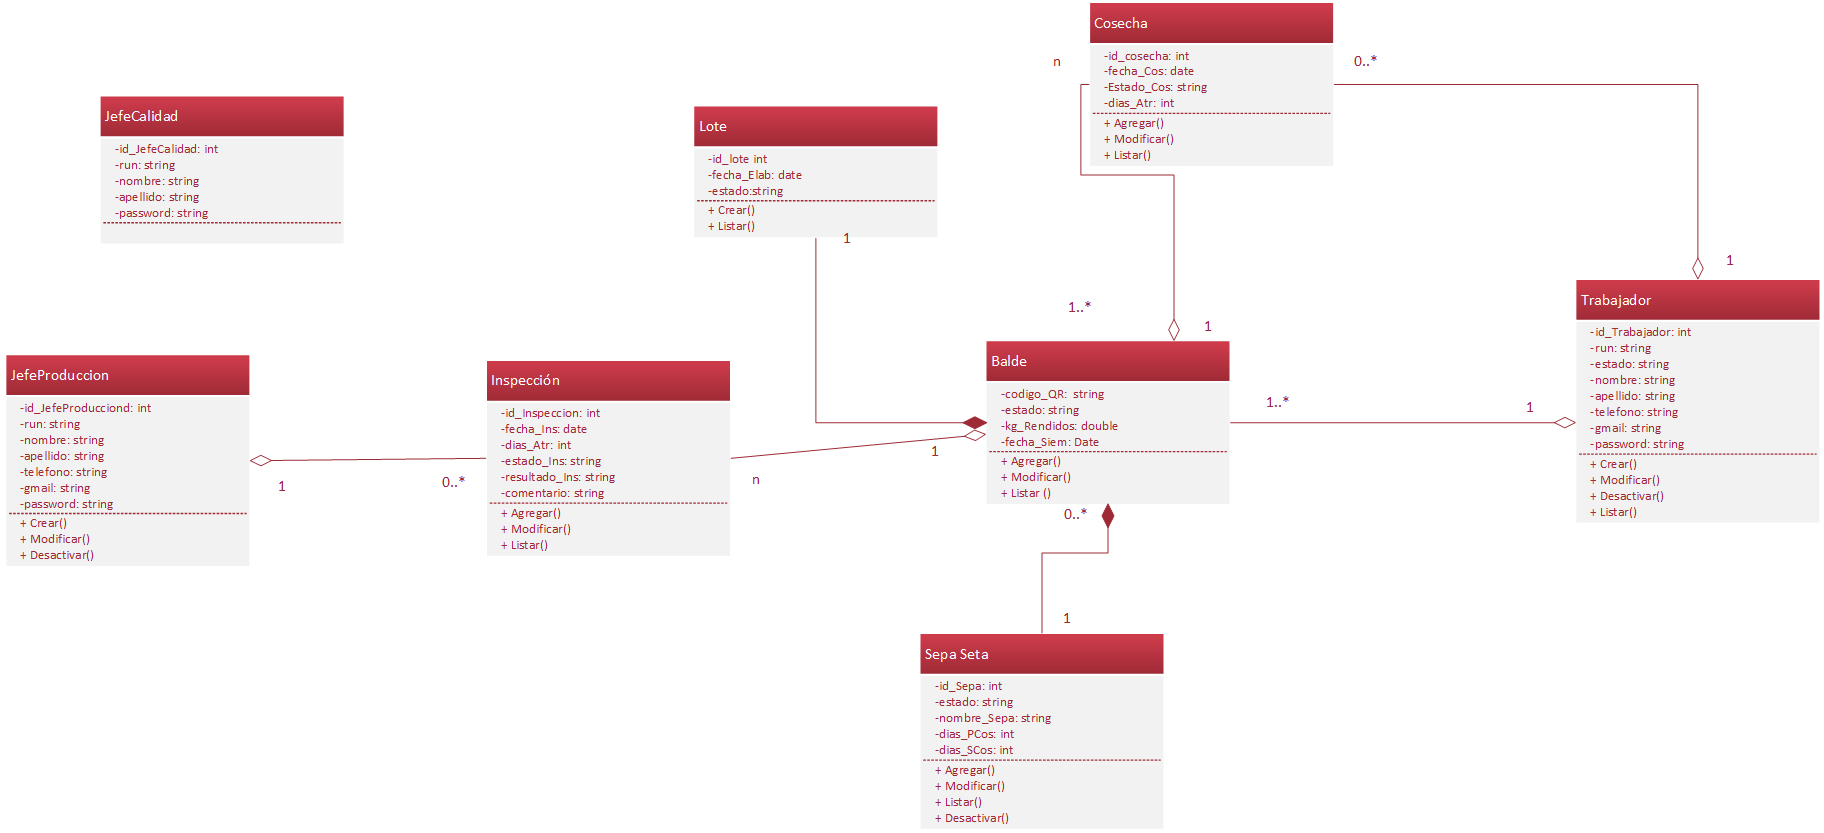 JefeCalidad
-id_JefeCalidad: int
-run: string
-nombre: string
-apellido: string
-password: string
Lote
-id_lote int
-fecha_Elab: date
-estado:string
+ Crear()
+ Listar()
1
Cosecha
-id_cosecha: int
-fecha_Cos: date
-Estado_Cos: string
-dias_Atr: int
+ Agregar()
+ Modificar()
+ Listar()
n
0..*
1
Trabajador
-id_Trabajador: int
-run: string
-estado: string
-nombre: string
-apellido: string
-telefono: string
-gmail: string
-password: string
+ Crear()
+ Modificar()
+ Desactivar()
+ Listar()
1..*
1
Balde
-codigo_QR: string
-estado: string
-kg_Rendidos: double
-fecha_Siem: Date
+ Agregar()
+ Modificar()
+ Listar ()
1..*
1
JefeProduccion
-id_JefeProducciond: int
-run: string
-nombre: string
-apellido: string
-telefono: string
-gmail: string
-password: string
+ Crear()
+ Modificar()
+ Desactivar()
1
0..*
Inspección
-id_Inspeccion: int
-fecha_Ins: date
-dias_Atr: int
-estado_Ins: string
-resultado_Ins: string
-comentario: string
+ Agregar()
+ Modificar()
+ Listar()
n
1
0..*
1
Sepa Seta
-id_Sepa: int
-estado: string
-nombre_Sepa: string
-dias_PCos: int
-dias_SCos: int
+ Agregar()
+ Modificar()
+ Listar()
+ Desactivar()